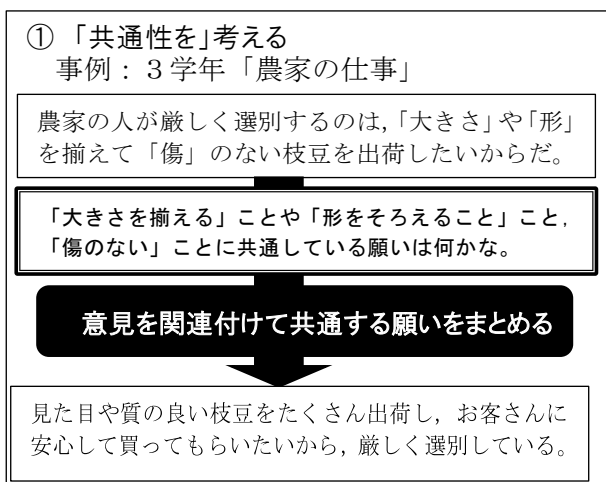 ① 「共通性を」考える
事例：３学年「農家の仕事」
農家の人が厳しく選別するのは，「大きさ」や「形」
を揃えて「傷」のない枝豆を出荷したいからだ。
「大きさを揃える」ことや「形をそろえること」こと，
「傷のない」ことに共通している願いは何かな。
意見を関連付けて共通する願いをまとめる
見た目や質の良い枝豆をたくさん出荷し，お客さんに
安心して買ってもらいたいから，厳しく選別している。